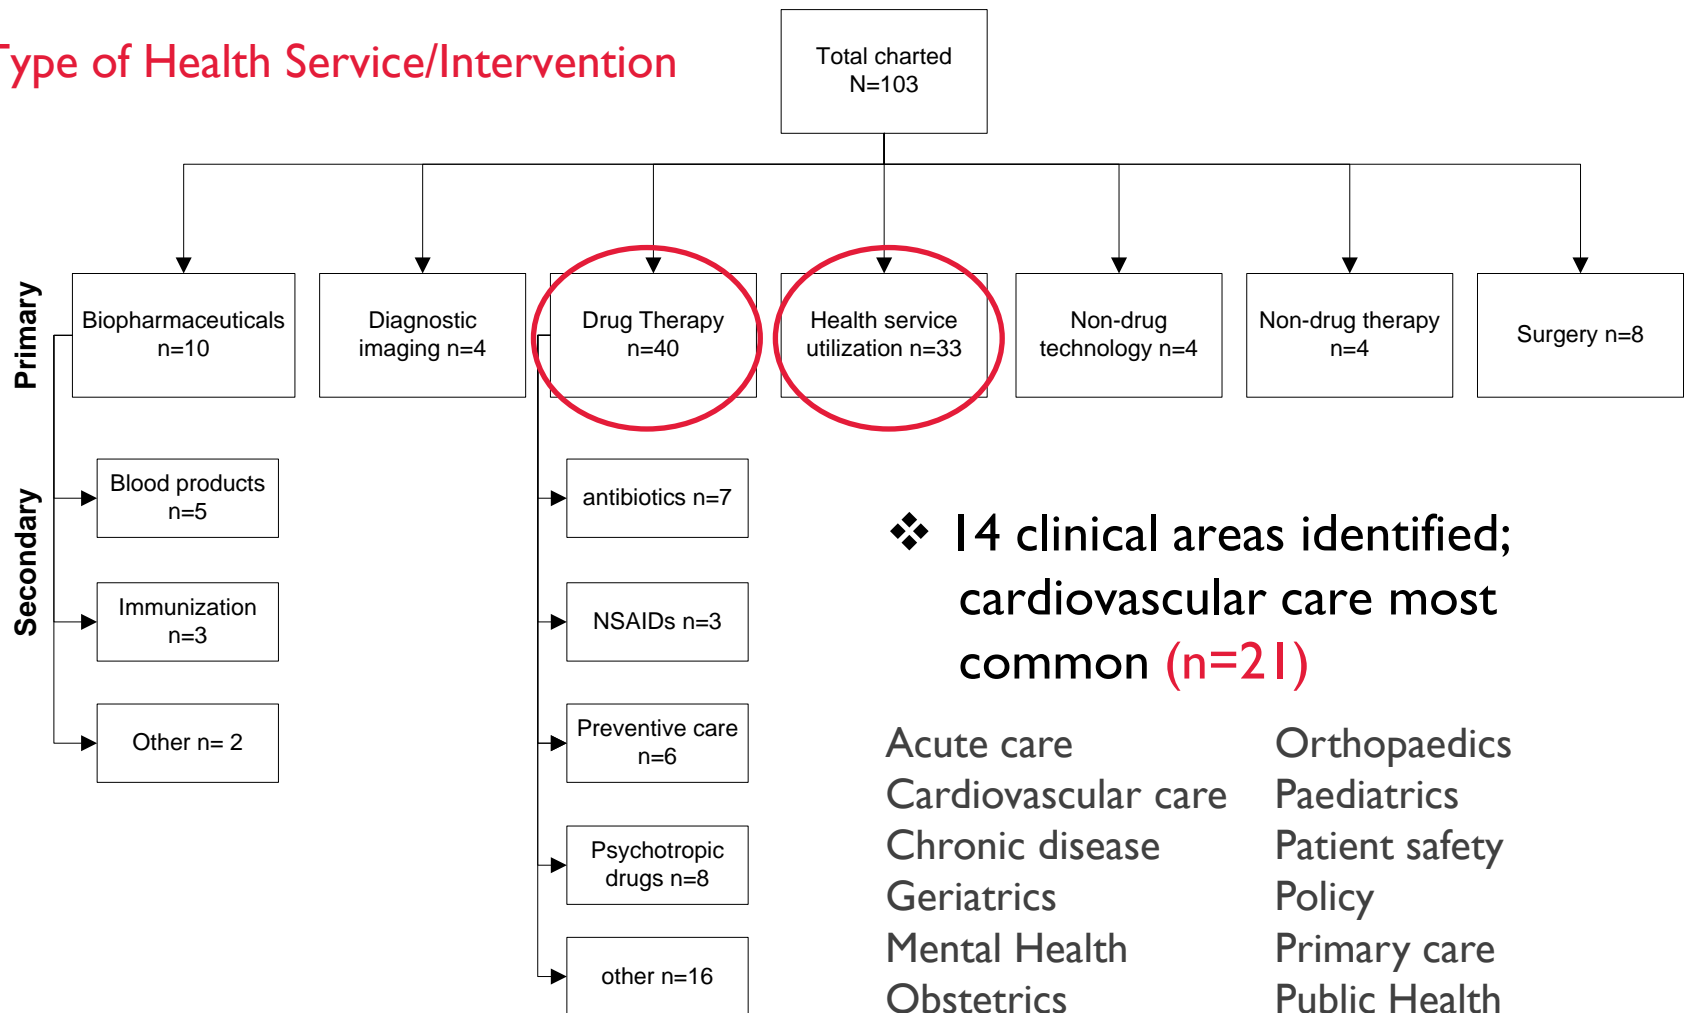 Type of Health Service/Intervention
Total charted
N=103
Primary
Biopharmaceuticals
n=10
Diagnostic
imaging n=4
Drug Therapy
n=40
Health service
utilization n=33
Non-drug
technology n=4
Non-drug therapy
n=4
Surgery n=8
Secondary
Blood products
n=5
Immunization
n=3
Other n= 2
antibiotics n=7
NSAIDs n=3
Preventive care
n=6
Psychotropic
drugs n=8
other n=16
❖ 14 clinical areas identified;
cardiovascular care most
common (n=21)
Acute care
Cardiovascular care
Chronic disease
Geriatrics
Mental Health
Obstetrics
Orthopaedics
Paediatrics
Patient safety
Policy
Primary care
Public Health